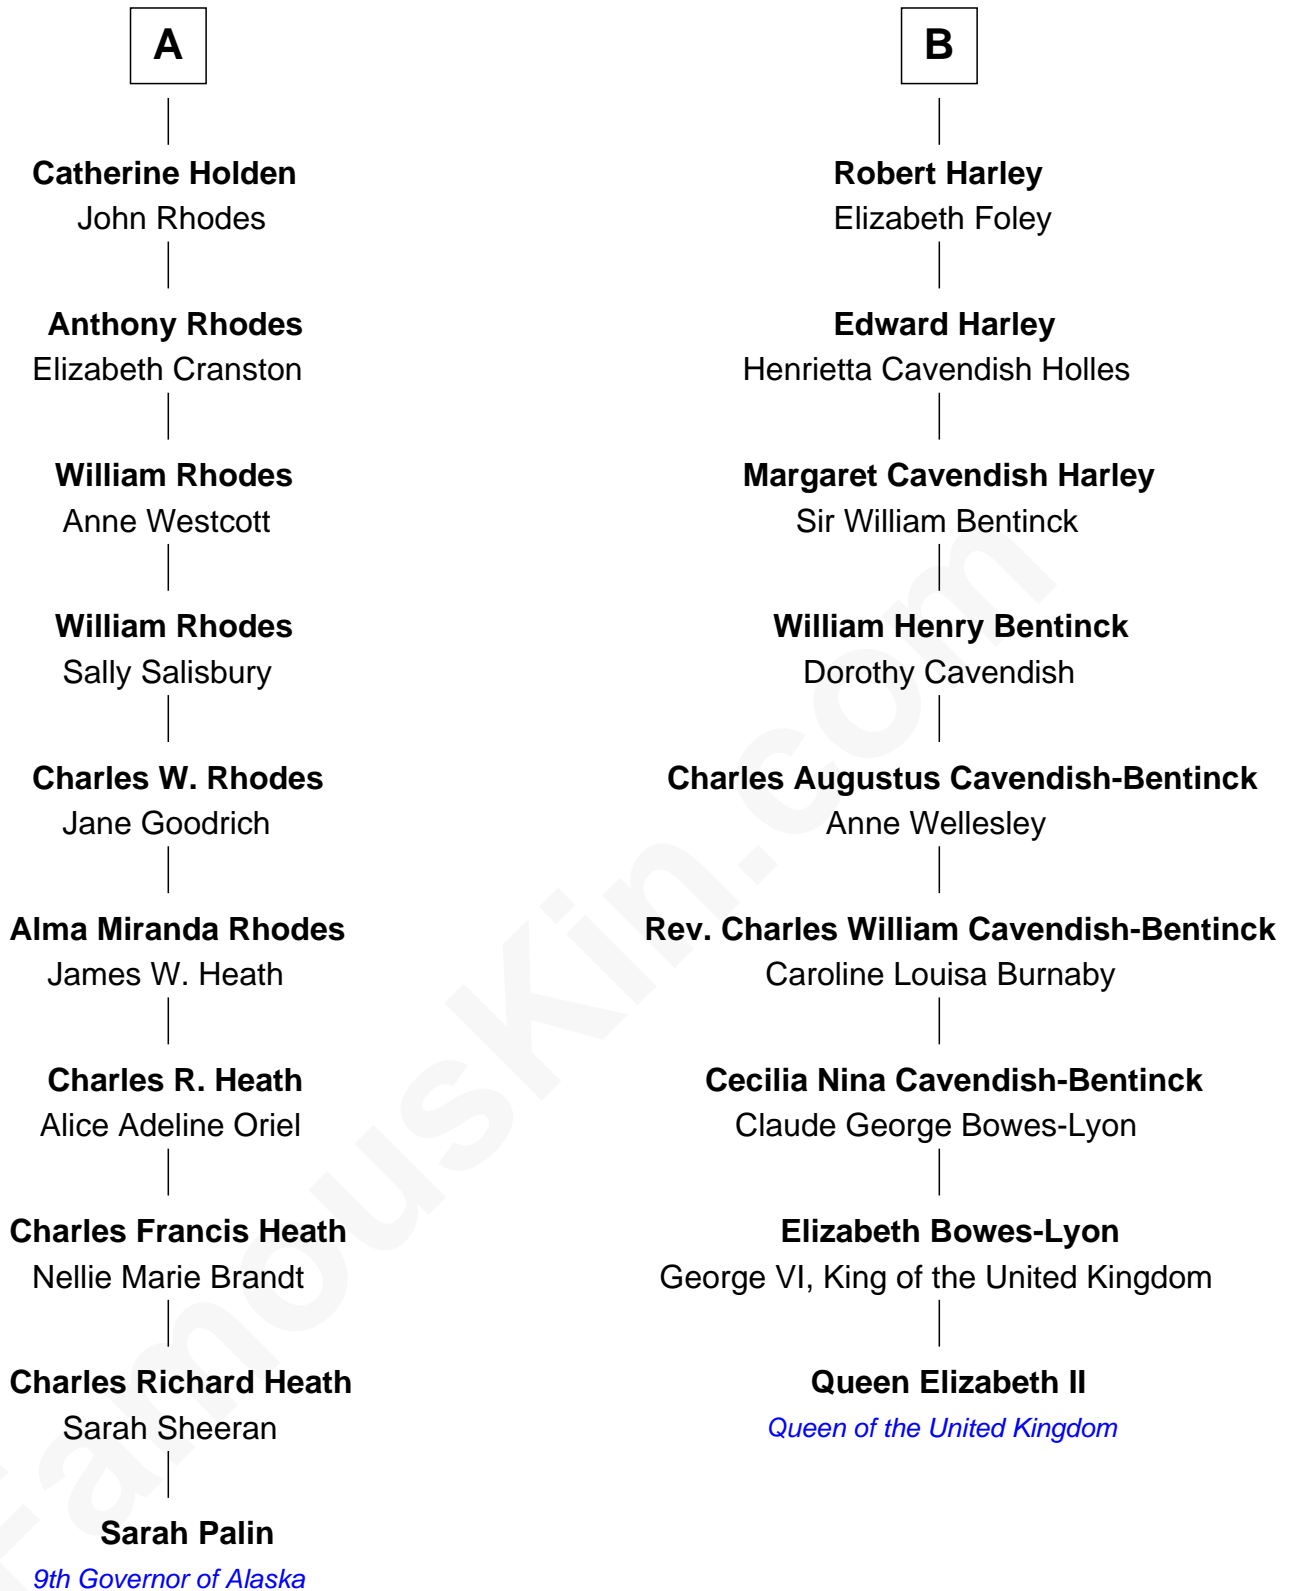 A
Catherine Holden
John Rhodes
Anthony Rhodes
Elizabeth Cranston
William Rhodes
Anne Westcott
William Rhodes
Sally Salisbury
Charles W. Rhodes
Jane Goodrich
Alma Miranda Rhodes
James W. Heath
Charles R. Heath
Alice Adeline Oriel
Charles Francis Heath
Nellie Marie Brandt
Charles Richard Heath
Sarah Sheeran
Sarah Palin
9th Governor of Alaska
B
Robert Harley
Elizabeth Foley
Edward Harley
Henrietta Cavendish Holles
Margaret Cavendish Harley
Sir William Bentinck
William Henry Bentinck
Dorothy Cavendish
Charles Augustus Cavendish-Bentinck
Anne Wellesley
Rev. Charles William Cavendish-Bentinck
Caroline Louisa Burnaby
Cecilia Nina Cavendish-Bentinck
Claude George Bowes-Lyon
Elizabeth Bowes-Lyon
George VI, King of the United Kingdom
Queen Elizabeth II
Queen of the United Kingdom
FamousKin.com